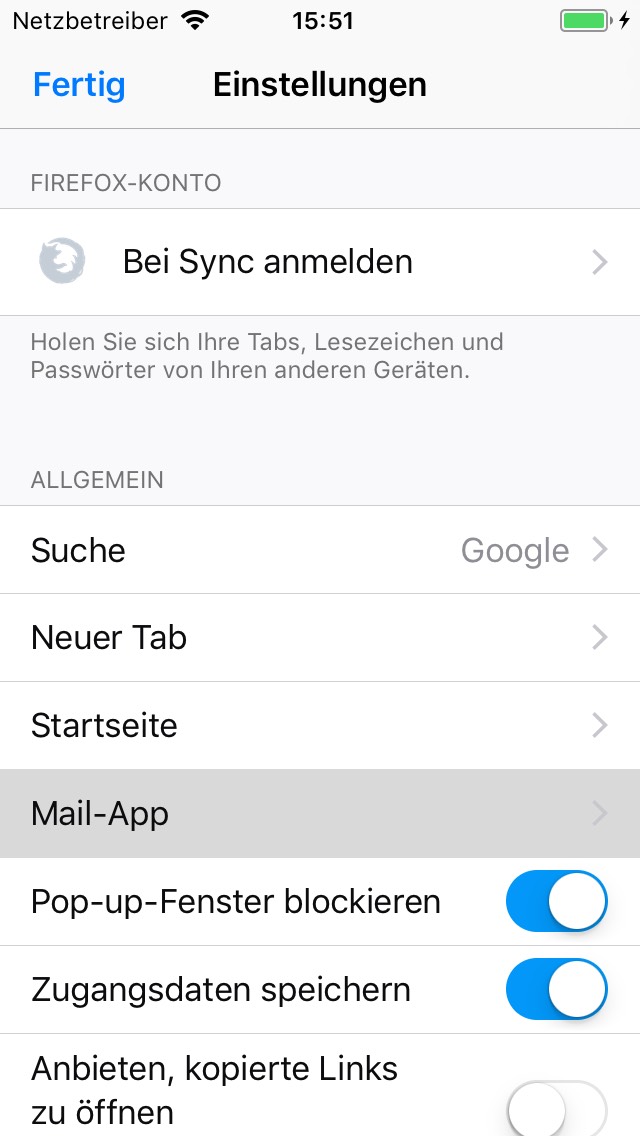 Netzbetreiber 15:51
Fertig Einstellungen
FIREFOX-KONTO
Bei Sync anmelden
Holen Sie sich Ihre Tabs, Lesezeichen und
Passwörter von Ihren anderen Geräten.
ALLGEMEIN
Suche Google
Neuer Tab
Startseite
Mail-App
Pop-up-Fenster blockieren
Zugangsdaten speichern
Anbieten, kopierte Links
zu öffnen